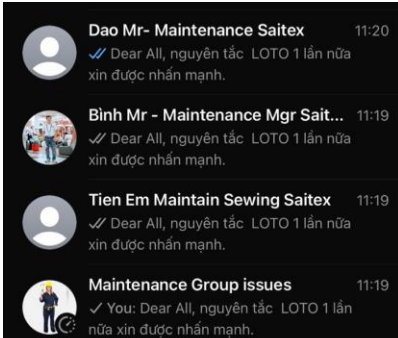 Dao Mr- Maintenance Saitex 11:20
Dear All, nguyên tắc LOTO 1 lần nữa
xin được nhấn mạnh.
Bình Mr - Maintenance Mgr Sait... 11:19
Dear All, nguyên tắc LOTO 1 lần nữa
xin được nhấn mạnh.
Tien Em Maintain Sewing Saitex 11:19
Dear All, nguyên tắc LOTO 1 lần nữa
xin được nhấn mạnh.
Maintenance Group issues 11:19
You: Dear All, nguyên tắc LOTO 1 lần
nữa xin được nhấn mạnh.